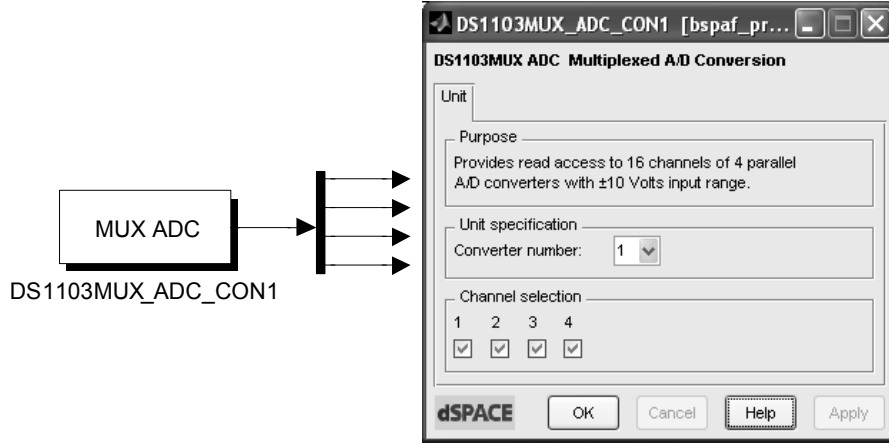 MUX ADC
DS1103MUX_ADC_CON1
DS1103MUX_ADC_CON1 [bspaf_pr...
DS1103MUX ADC Multiplexed A/D Conversion
Unit
Purpose
Provides read access to 16 channels of 4 parallel
A/D converters with ±10 Volts input range.
Unit specification
Converter number: 1
Channel selection
1 2 3 4
dSPACE OK Cancel Help Apply